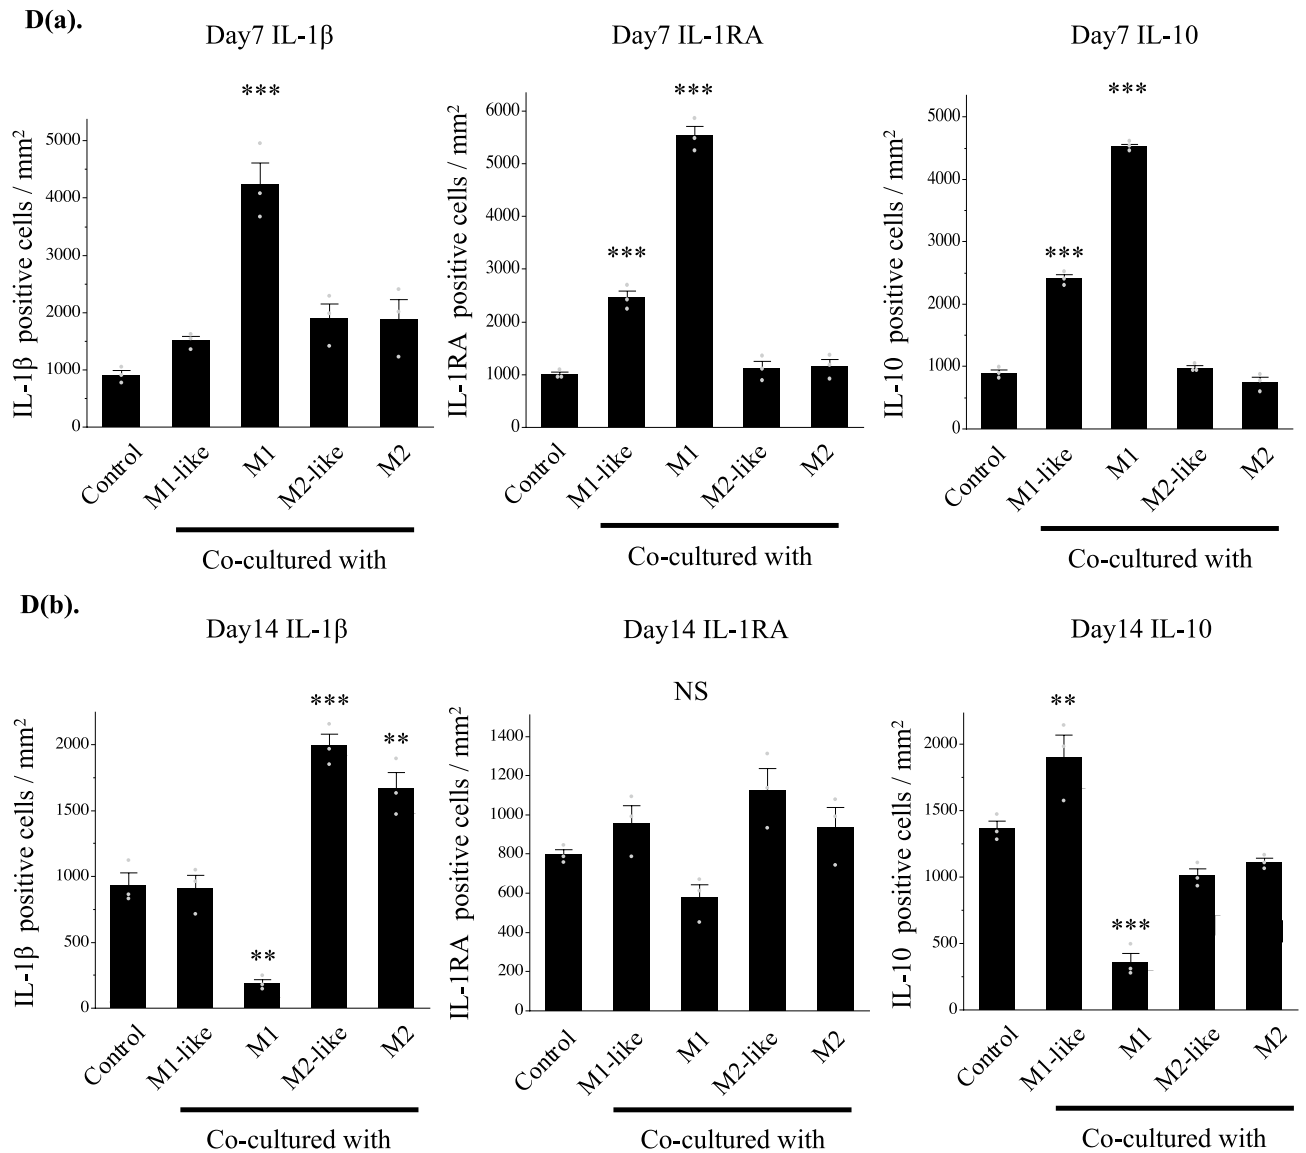 D(a).
Day7 IL-1β
Day7 IL-1RA
Day7 IL-10
IL-1β positive cells / mm²
5000
4000
3000
2000
1000
0
***
Control
M1-like
M1
M2-like
M2
Co-cultured with
IL-1RA positive cells / mm²
6000
5000
4000
3000
2000
1000
0
***
***
Control
M1-like
M1
M2-like
M2
Co-cultured with
IL-10 positive cells / mm²
5000
4000
3000
2000
1000
0
***
***
Control
M1-like
M1
M2-like
M2
Co-cultured with
D(b).
Day14 IL-1β
Day14 IL-1RA
Day14 IL-10
IL-1β positive cells / mm²
2000
1500
1000
500
0
**
***
**
Control
M1-like
M1
M2-like
M2
Co-cultured with
NS
IL-1RA positive cells / mm²
1400
1200
1000
800
600
400
200
0
Control
M1-like
M1
M2-like
M2
Co-cultured with
IL-10 positive cells / mm²
2000
1500
1000
500
0
**
***
Control
M1-like
M1
M2-like
M2
Co-cultured with